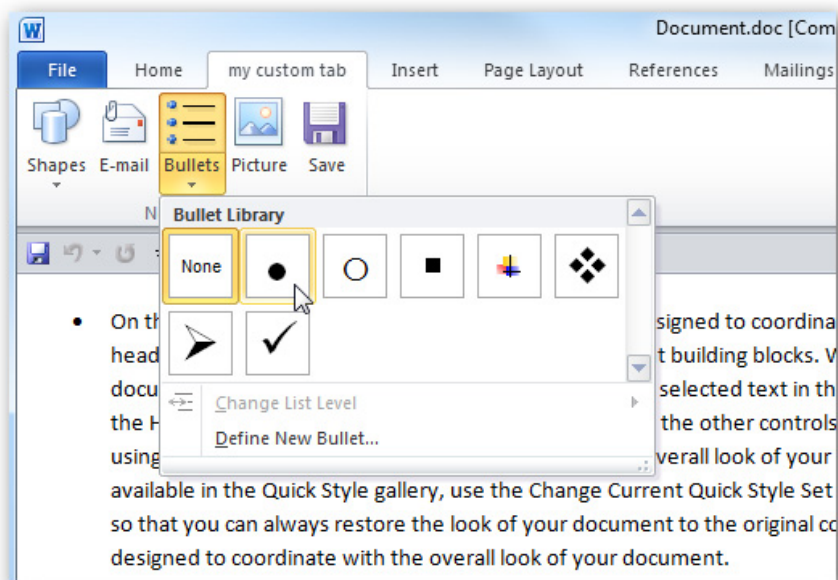 Document.doc [Com
File Home my custom tab Insert Page Layout References Mailings
Shapes E-mail Bullets Picture Save
N
Bullet Library
None
On th signed to coordina
head t building blocks. W
docu selected text in th
the H the other controls
Change List Level
Define New Bullet...
using verall look of your
available in the Quick Style gallery, use the Change Current Quick Style Set
so that you can always restore the look of your document to the original co
designed to coordinate with the overall look of your document.